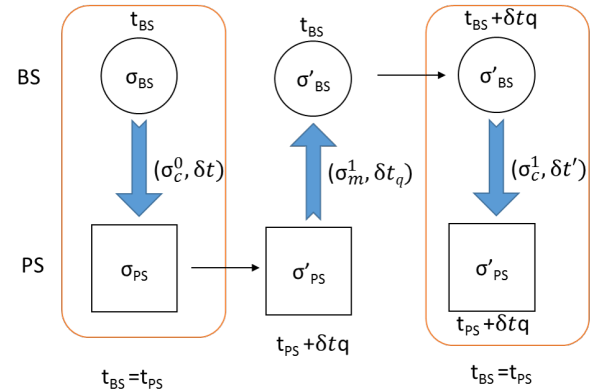 t_BS t_BS t_BS +δtq
BS σ_BS σ'_BS σ'_BS
(σ_c^0, δt) (σ_m^1, δt_q) (σ_c^1, δt')
PS σ_PS σ'_PS σ'_PS
t_PS +δtq t_PS +δtq
t_BS =t_PS t_BS =t_PS